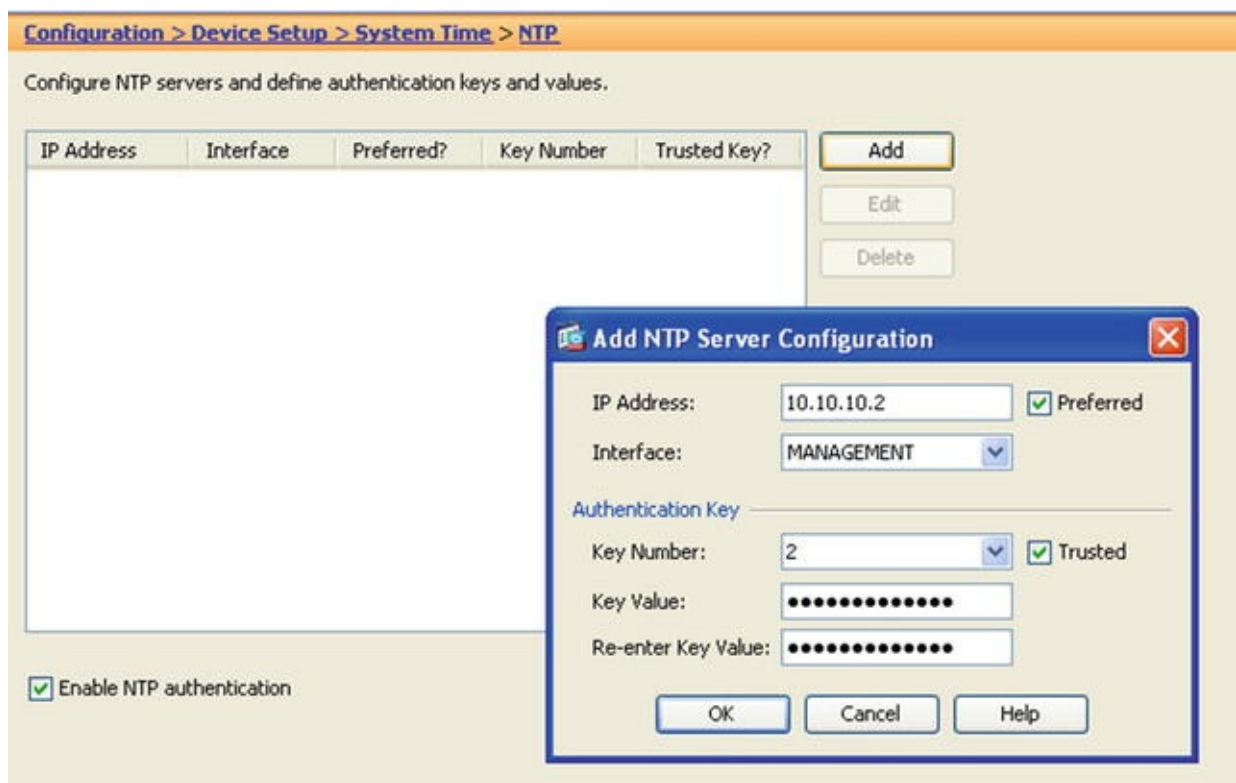 Configuration > Device Setup > System Time > NTP
Configure NTP servers and define authentication keys and values.
IP Address Interface Preferred? Key Number Trusted Key?
Add
Edit
Delete
Add NTP Server Configuration
IP Address: 10.10.10.2 Preferred
Interface: MANAGEMENT
Authentication Key
Key Number: 2 Trusted
Key Value: •••••••••••••
Re-enter Key Value: •••••••••••••
Enable NTP authentication
OK Cancel Help